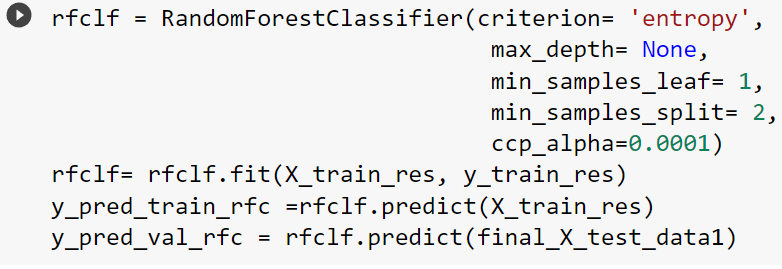 rfclf = RandomForestClassifier(criterion= 'entropy',
max_depth= None,
min_samples_leaf= 1,
min_samples_split= 2,
ccp_alpha=0.0001)
rfclf= rfclf.fit(X_train_res, y_train_res)
y_pred_train_rfc =rfclf.predict(X_train_res)
y_pred_val_rfc = rfclf.predict(final_X_test_data1)